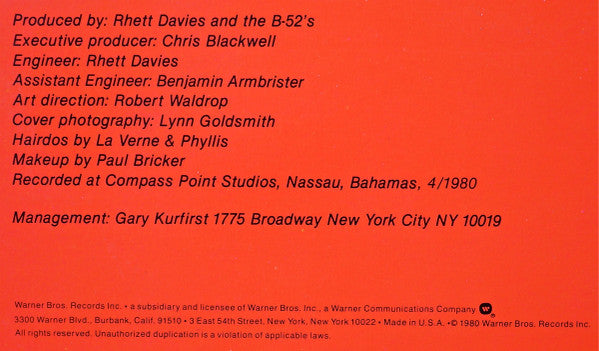 Produced by: Rhett Davies and the B-52's
Executive producer: Chris Blackwell
Engineer: Rhett Davies
Assistant Engineer: Benjamin Armbrister
Art direction: Robert Waldrop
Cover photography: Lynn Goldsmith
Hairdos by La Verne & Phyllis
Makeup by Paul Bricker
Recorded at Compass Point Studios, Nassau, Bahamas, 4/1980
Management: Gary Kurfirst 1775 Broadway New York City NY 10019
Warner Bros. Records Inc. • a subsidiary and licensee of Warner Bros. Inc., a Warner Communications Company ®
3300 Warner Blvd., Burbank, Calif. 91510 • 3 East 54th Street, New York, New York 10022 • Made in U.S.A. • © 1980 Warner Bros. Records Inc.
All rights reserved. Unauthorized duplication is a violation of applicable laws.